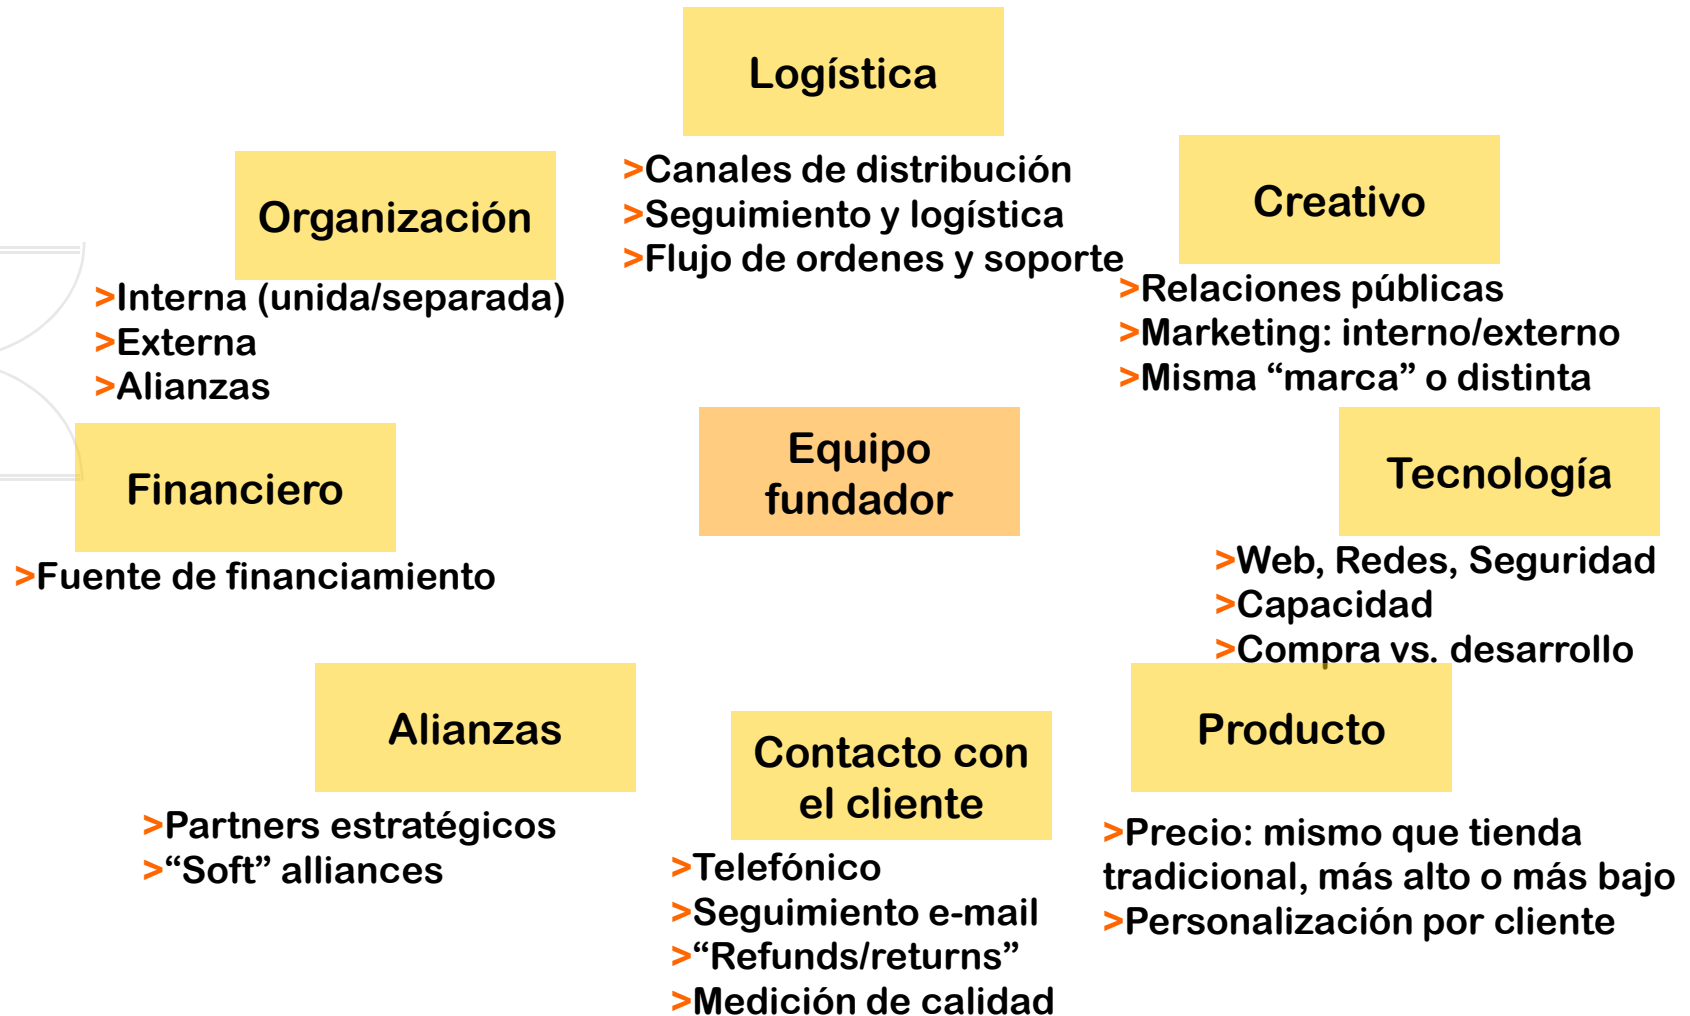 Logística
>Canales de distribución
>Seguimiento y logística
>Flujo de ordenes y soporte
Organización
>Interna (unida/separada)
>Externa
>Alianzas
Creativo
>Relaciones públicas
>Marketing: interno/externo
>Misma “marca” o distinta
Financiero
>Fuente de financiamiento
Equipo
fundador
Tecnología
>Web, Redes, Seguridad
>Capacidad
>Compra vs. desarrollo
Alianzas
>Partners estratégicos
>“Soft” alliances
Contacto con
el cliente
>Telefónico
>Seguimiento e-mail
>“Refunds/returns”
>Medición de calidad
Producto
>Precio: mismo que tienda
tradicional, más alto o más bajo
>Personalización por cliente